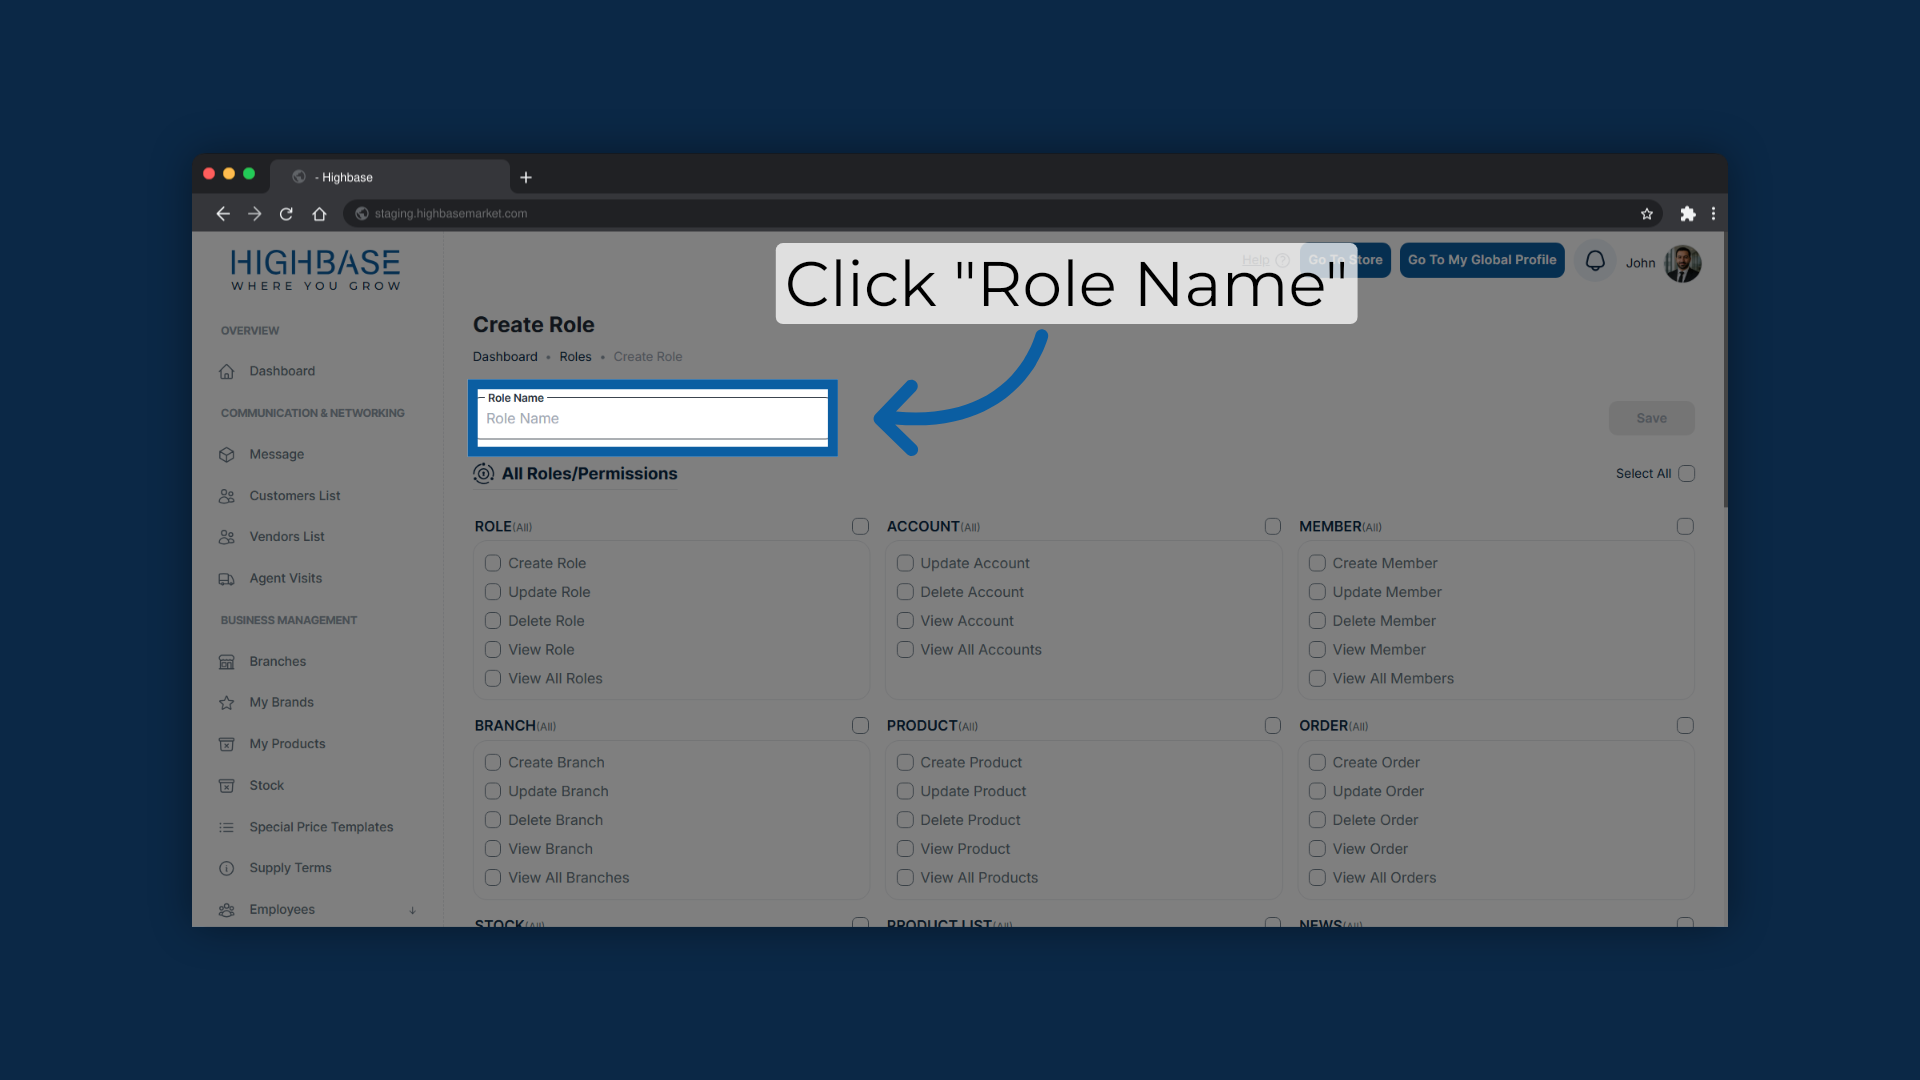 - Highbase
staging.highbasemarket.com
HIGHBASE
WHERE YOU GROW
Help
Go To Store
Go To My Global Profile
John
Click "Role Name"
OVERVIEW
Dashboard
COMMUNICATION & NETWORKING
Message
Customers List
Vendors List
Agent Visits
BUSINESS MANAGEMENT
Branches
My Brands
My Products
Stock
Special Price Templates
Supply Terms
Employees
Create Role
Dashboard • Roles • Create Role
Role Name
Role Name
Save
All Roles/Permissions
Select All
ROLE(All)
Create Role
Update Role
Delete Role
View Role
View All Roles
ACCOUNT(All)
Update Account
Delete Account
View Account
View All Accounts
MEMBER(All)
Create Member
Update Member
Delete Member
View Member
View All Members
BRANCH(All)
Create Branch
Update Branch
Delete Branch
View Branch
View All Branches
PRODUCT(All)
Create Product
Update Product
Delete Product
View Product
View All Products
ORDER(All)
Create Order
Update Order
Delete Order
View Order
View All Orders
STOCK(All)
PRODUCT LIST(All)
NEWS(All)